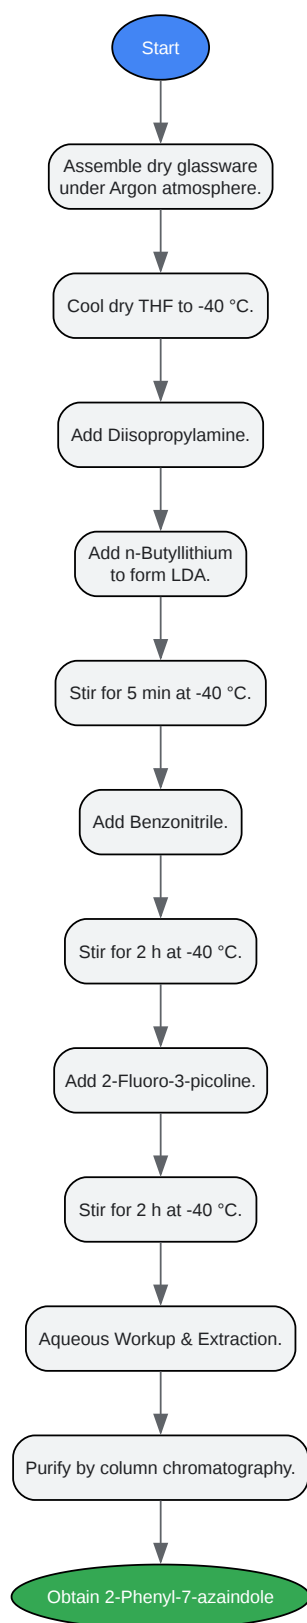 Start
Assemble dry glassware
under Argon atmosphere.
Cool dry THF to -40 °C.
Add Diisopropylamine.
Add n-Butyllithium
to form LDA.
Stir for 5 min at -40 °C.
Add Benzonitrile.
Stir for 2 h at -40 °C.
Add 2-Fluoro-3-picoline.
Stir for 2 h at -40 °C.
Aqueous Workup & Extraction.
Purify by column chromatography.
Obtain 2-Phenyl-7-azaindole